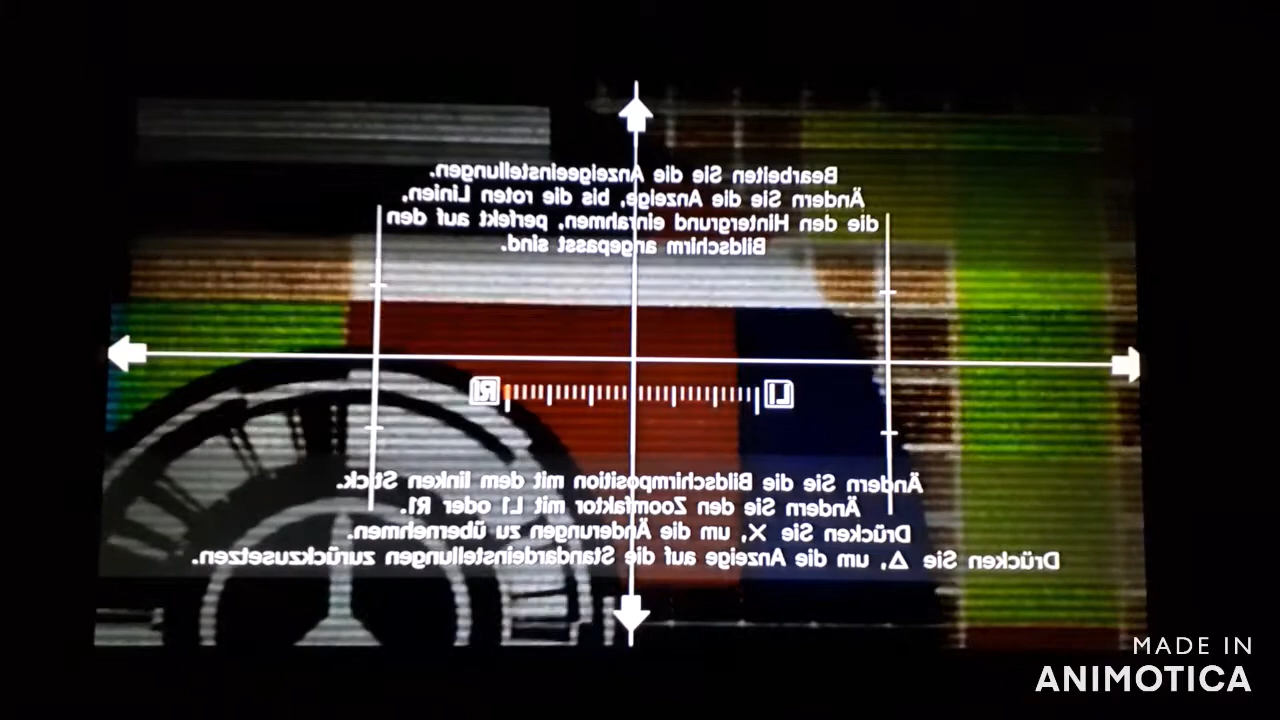 Bearbeiten Sie die Anzeigeeinstellungen.
Ändern Sie die Anzeige, bis die roten Linien,
die den Hintergrund einrahmen, perfekt auf den
Bildschirm angepasst sind.
L1 R1
Ändern Sie die Bildschirmposition mit dem linken Stick.
Ändern Sie den Zoomfaktor mit L1 oder R1.
Drücken Sie ✕, um die Änderungen zu übernehmen.
Drücken Sie △, um die Anzeige auf die Standardeinstellungen zurückzusetzen.
MADE IN
ANIMOTICA